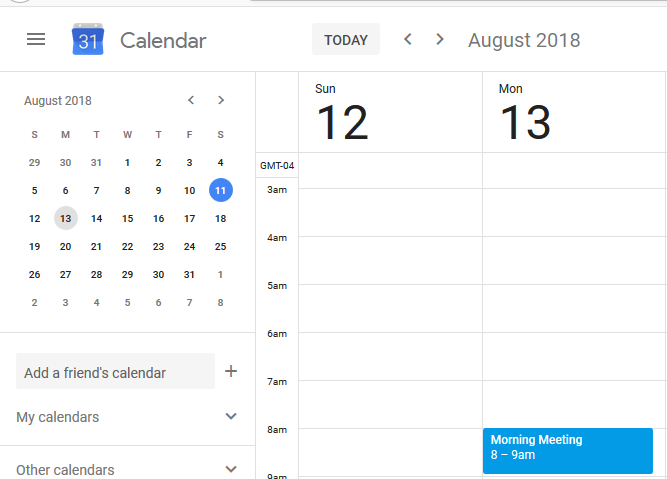 31 Calendar TODAY August 2018
August 2018
S M T W T F S
29 30 31 1 2 3 4
5 6 7 8 9 10 11
12 13 14 15 16 17 18
19 20 21 22 23 24 25
26 27 28 29 30 31 1
2 3 4 5 6 7 8
Add a friend's calendar
My calendars
Other calendars
Sun Mon
12 13
GMT-04
3am
4am
5am
6am
7am
8am
Morning Meeting
8 – 9am
9am